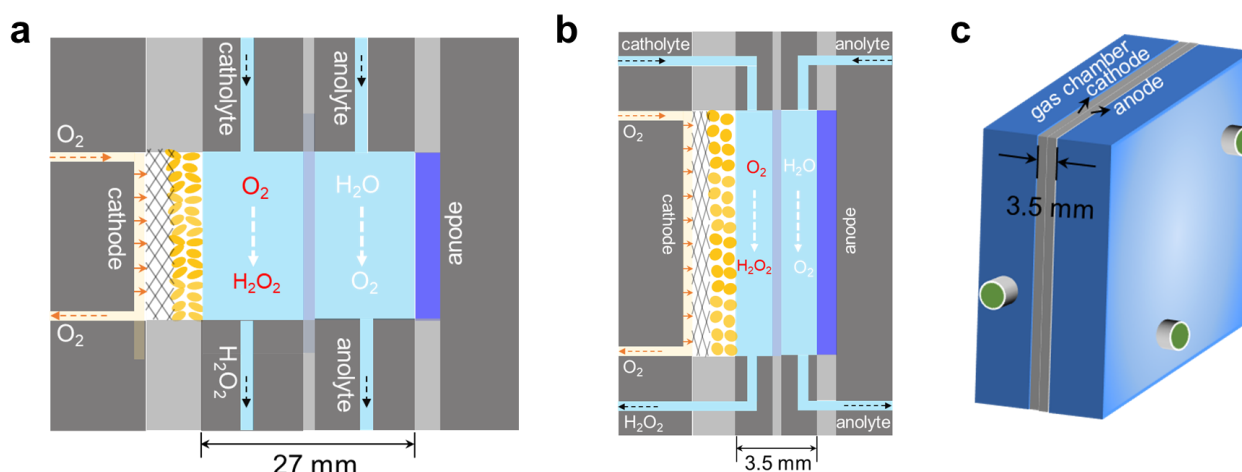 a
catholyte
anolyte
O₂
cathode
O₂
H₂O
anode
H₂O₂
O₂
O₂
H₂O₂
anolyte
27 mm
b
catholyte
anolyte
O₂
O₂
H₂O
cathode
anode
H₂O₂
O₂
O₂
H₂O₂
anolyte
3.5 mm
c
gas chamber
cathode
anode
3.5 mm